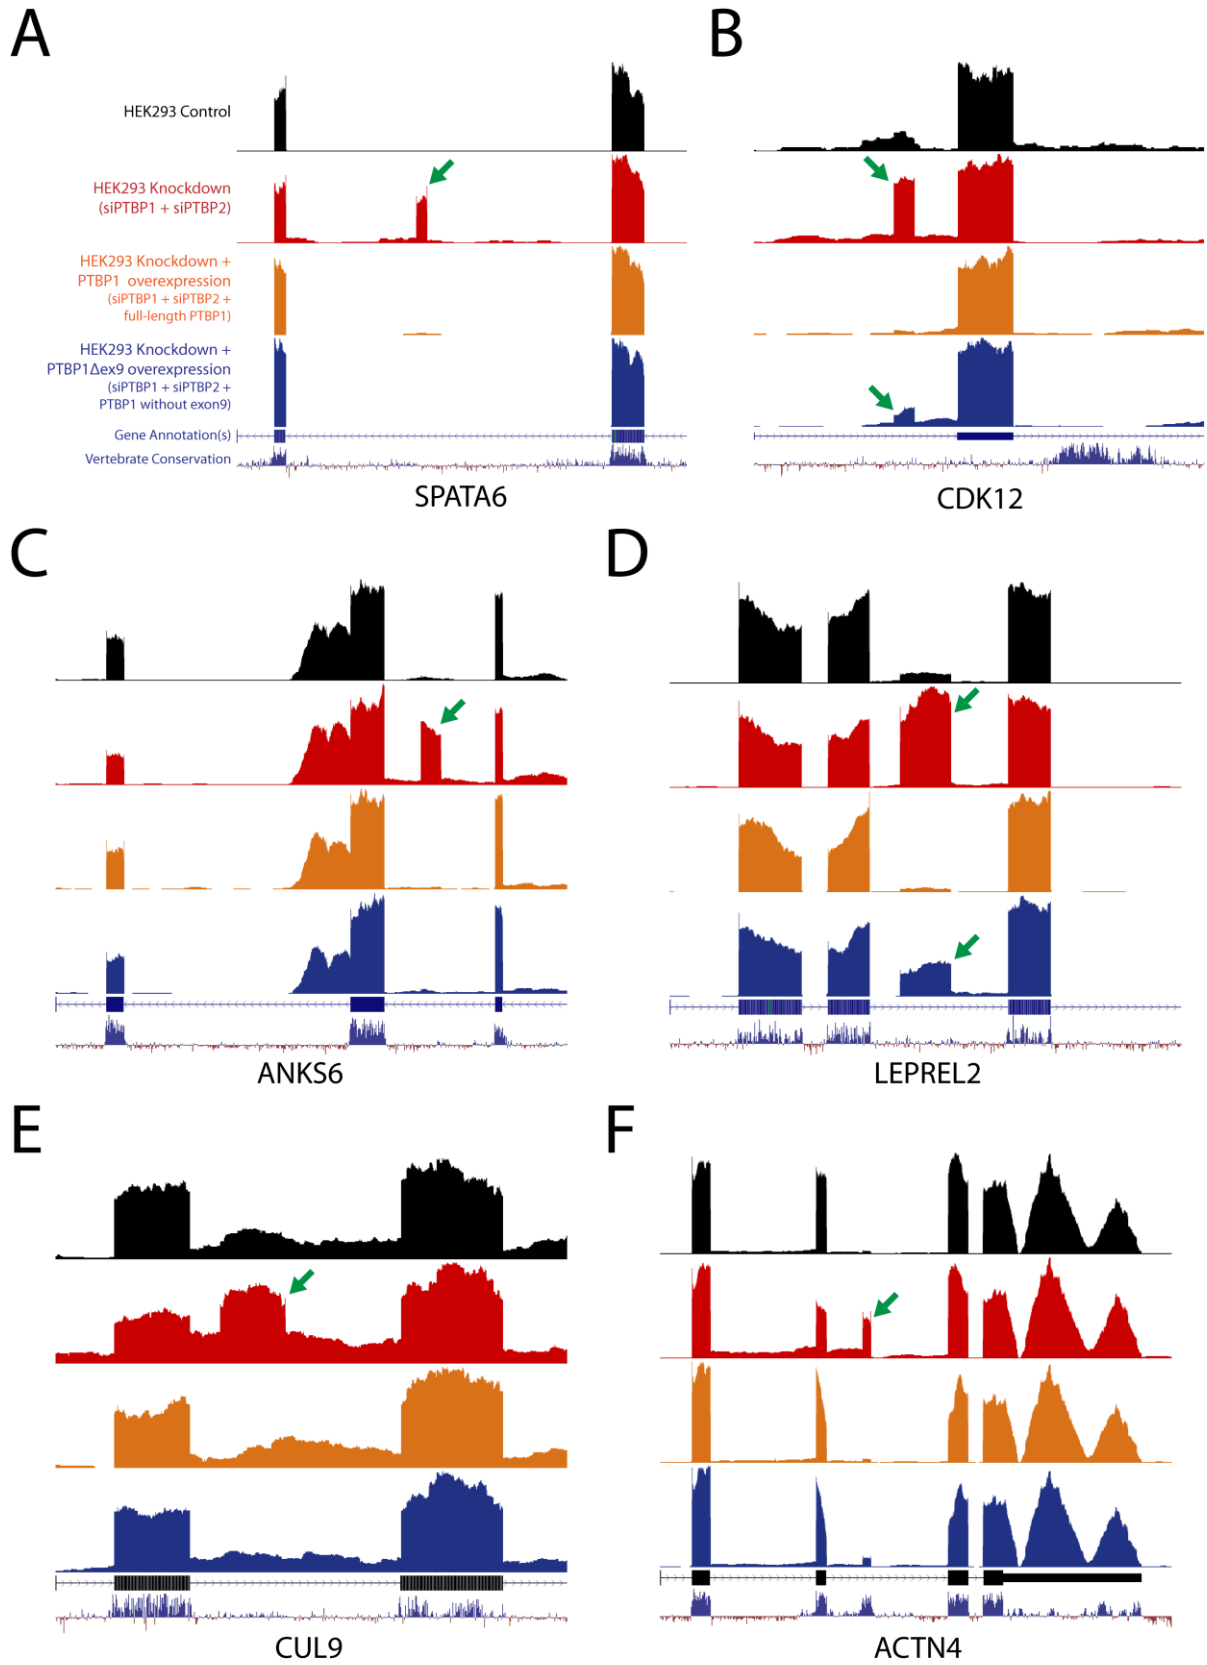 A
B
HEK293 Control
HEK293 Knockdown
(siPTBP1 + siPTBP2)
HEK293 Knockdown +
PTBP1 overexpression
(siPTBP1 + siPTBP2 +
full-length PTBP1)
HEK293 Knockdown +
PTBP1Δex9 overexpression
(siPTBP1 + siPTBP2 +
PTBP1 without exon9)
Gene Annotation(s)
Vertebrate Conservation
SPATA6
CDK12
C
D
ANKS6
LEPREL2
E
F
CUL9
ACTN4